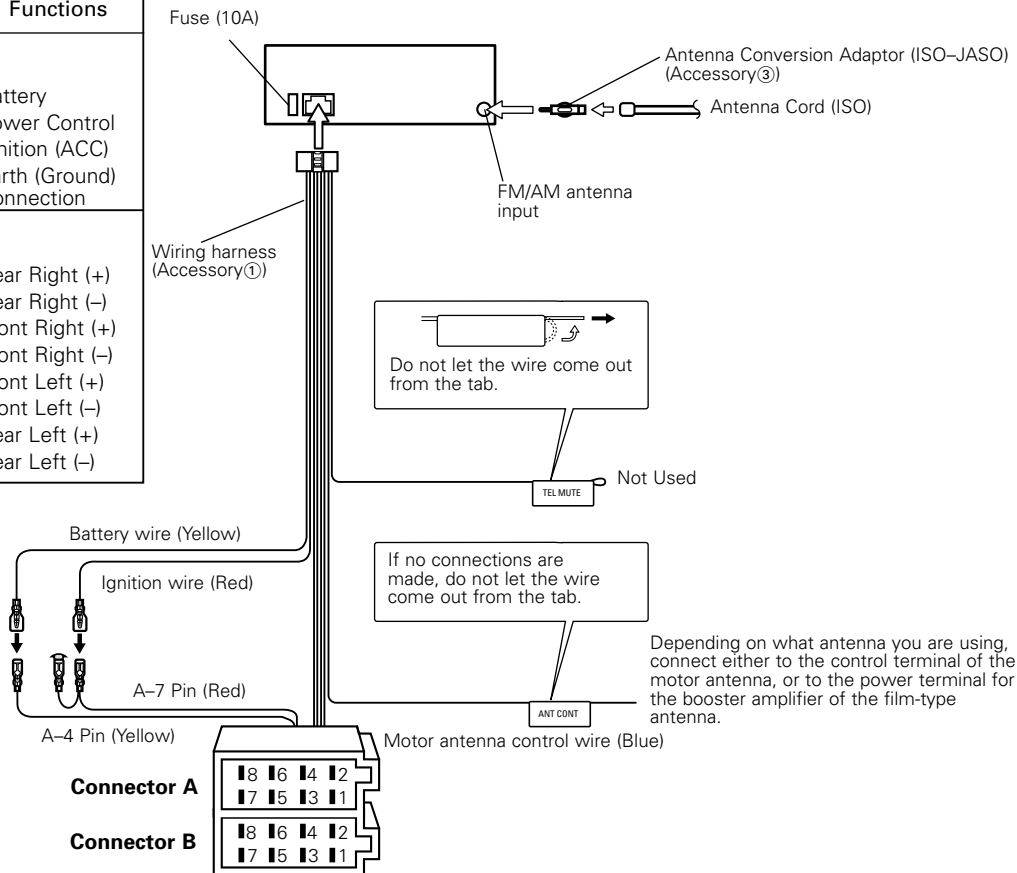 Functions
attery
ower Control
nition (ACC)
arth (Ground)
onnection
ear Right (+)
ear Right (–)
ont Right (+)
ont Right (–)
ont Left (+)
ont Left (–)
ear Left (+)
ear Left (–)
Fuse (10A)
Antenna Conversion Adaptor (ISO–JASO)
(Accessory③)
Antenna Cord (ISO)
FM/AM antenna
input
Wiring harness
(Accessory①)
Do not let the wire come out
from the tab.
TEL MUTE
Not Used
Battery wire (Yellow)
Ignition wire (Red)
If no connections are
made, do not let the wire
come out from the tab.
Depending on what antenna you are using,
connect either to the control terminal of the
motor antenna, or to the power terminal for
the booster amplifier of the film-type
antenna.
ANT CONT
A–7 Pin (Red)
A–4 Pin (Yellow)
Motor antenna control wire (Blue)
Connector A
8 6 4 2
7 5 3 1
Connector B
8 6 4 2
7 5 3 1